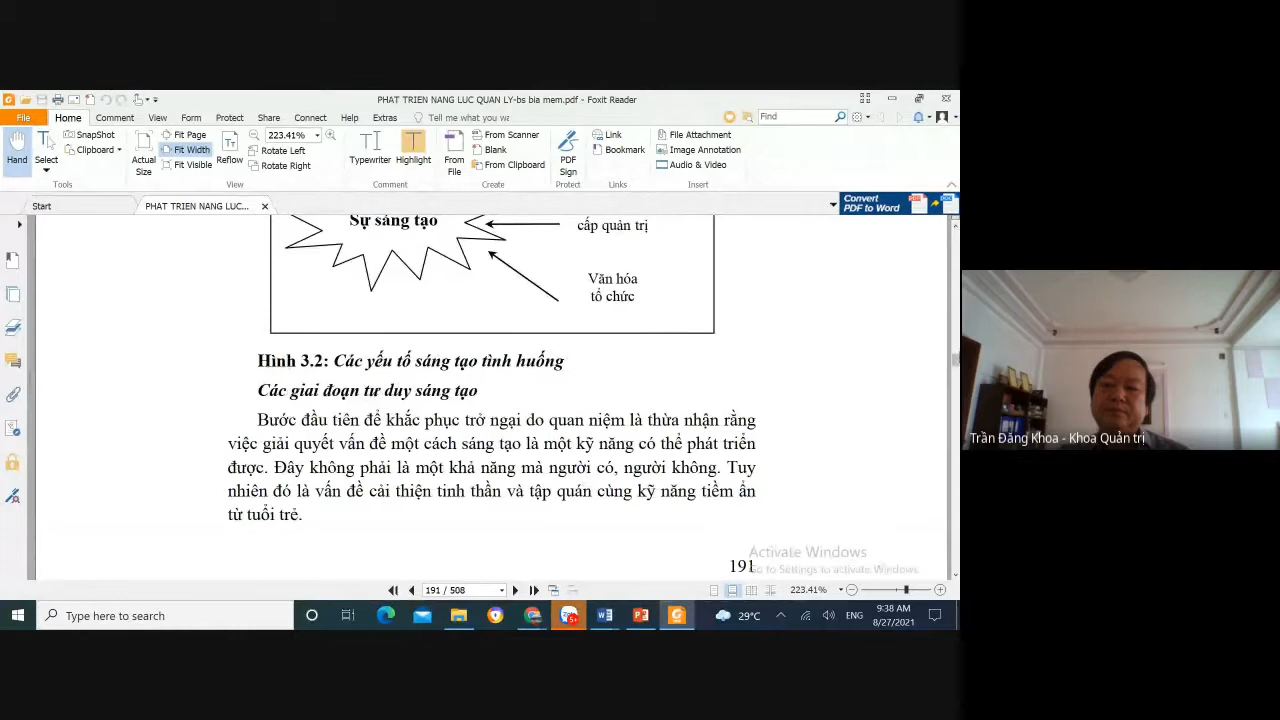 PHAT TRIEN NANG LUC QUAN LY-bs bia mem.pdf - Foxit Reader
File Home Comment View Form Protect Share Connect Help Extras Tell me what you wa Find
Hand
Select
SnapShot
Clipboard
Tools
Actual
Size
Fit Page
Fit Width
Fit Visible
Reflow
223.41%
Rotate Left
Rotate Right
View
Typewriter
Highlight
Comment
From
File
From Scanner
Blank
From Clipboard
Create
PDF
Sign
Protect
Link
Bookmark
Links
File Attachment
Image Annotation
Audio & Video
Insert
Start
PHAT TRIEN NANG LUC...
Convert
PDF to Word
Sự sáng tạo
cấp quản trị
Văn hóa
tổ chức
Hình 3.2: Các yếu tố sáng tạo tình huống
Các giai đoạn tư duy sáng tạo
Bước đầu tiên để khắc phục trở ngại do quan niệm là thừa nhận rằng
việc giải quyết vấn đề một cách sáng tạo là một kỹ năng có thể phát triển
được. Đây không phải là một khả năng mà người có, người không. Tuy
nhiên đó là vấn đề cải thiện tinh thần và tập quán cùng kỹ năng tiềm ẩn
từ tuổi trẻ.
191
Activate Windows
Go to Settings to activate Windows.
191 / 508
223.41%
Type here to search
29°C
ENG
9:38 AM
8/27/2021
Trần Đăng Khoa - Khoa Quản trị